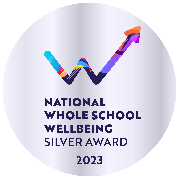 NATIONAL
WHOLE SCHOOL
WELLBEING
SILVER AWARD
2023